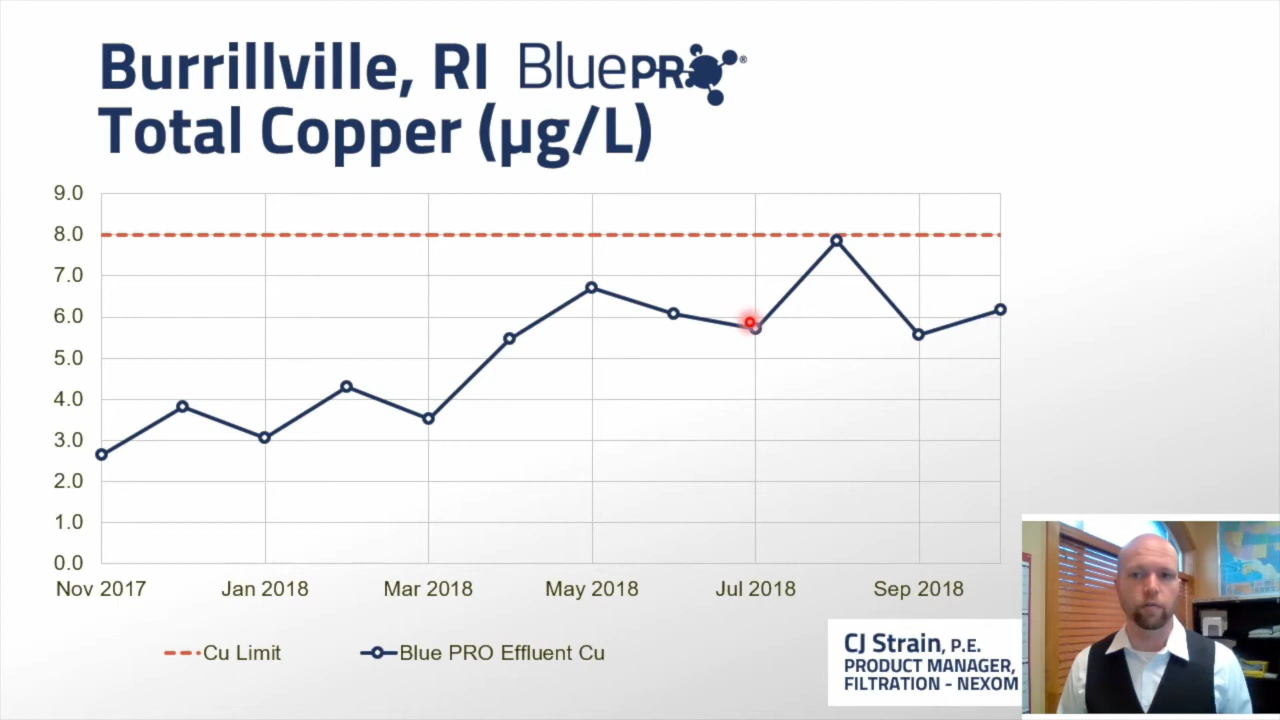 Burrillville, RI BluePRO®
Total Copper (µg/L)
9.0
8.0
7.0
6.0
5.0
4.0
3.0
2.0
1.0
0.0
Nov 2017 Jan 2018 Mar 2018 May 2018 Jul 2018 Sep 2018
Cu Limit Blue PRO Effluent Cu
CJ Strain, P.E.
PRODUCT MANAGER,
FILTRATION - NEXOM